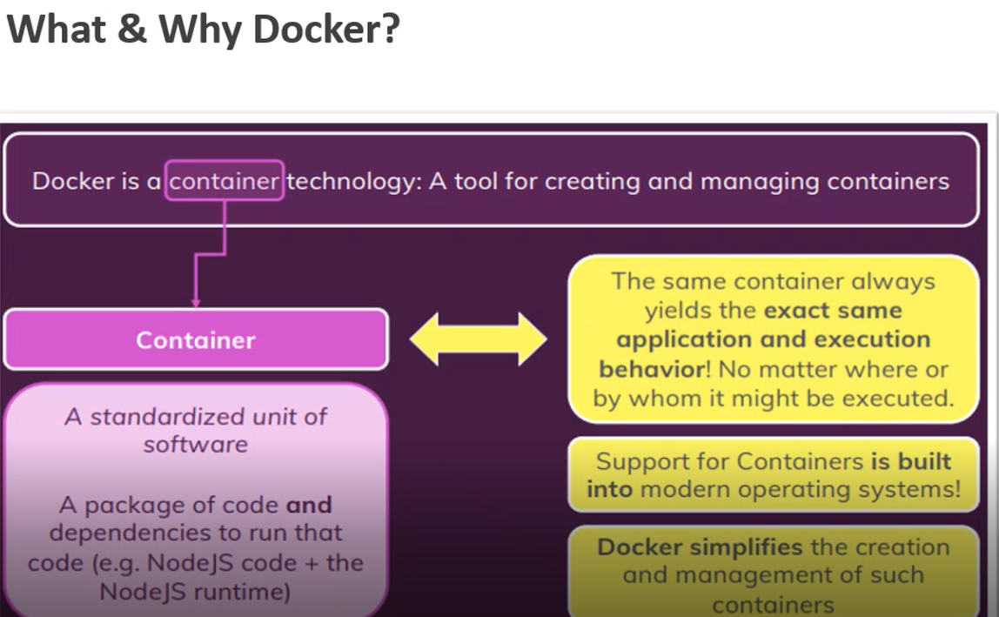 What & Why Docker?
Docker is a container technology: A tool for creating and managing containers
Container
A standardized unit of
software
A package of code and
dependencies to run that
code (e.g. NodeJS code + the
NodeJS runtime)
The same container always
yields the exact same
application and execution
behavior! No matter where or
by whom it might be executed.
Support for Containers is built
into modern operating systems!
Docker simplifies the creation
and management of such
containers